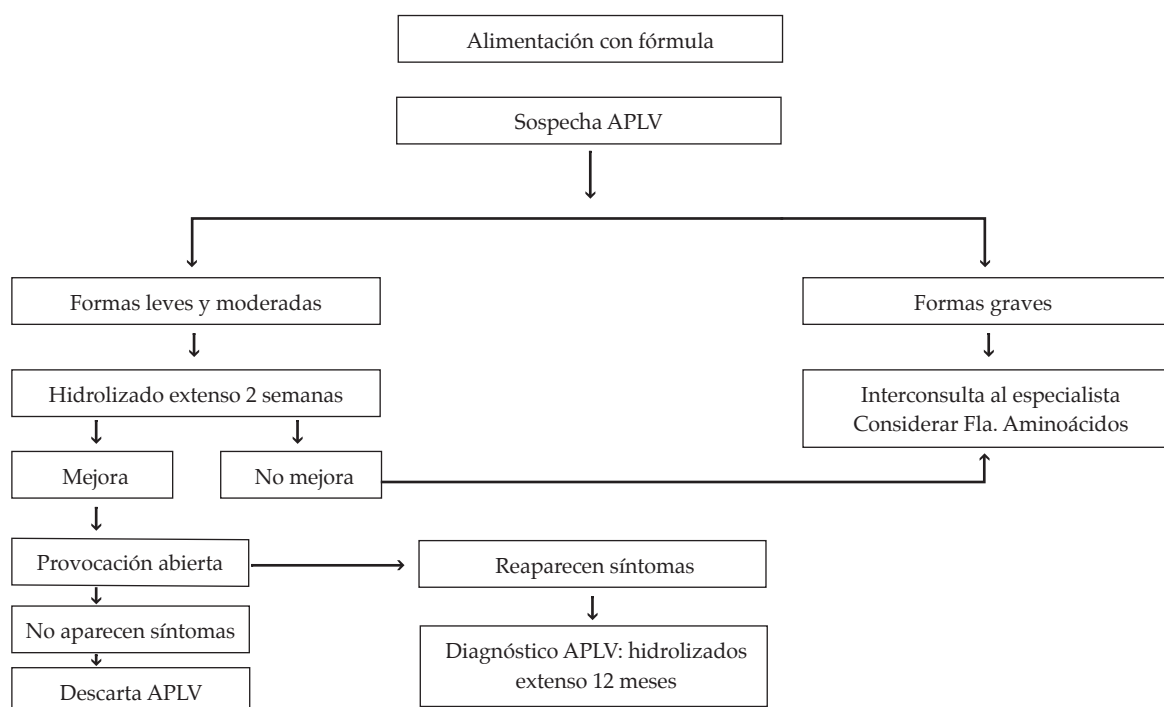 Alimentación con fórmula
Sospecha APLV
Formas leves y moderadas
Formas graves
Hidrolizado extenso 2 semanas
Interconsulta al especialista
Considerar Fla. Aminoácidos
Mejora
No mejora
Provocación abierta
Reaparecen síntomas
No aparecen síntomas
Diagnóstico APLV: hidrolizados
extenso 12 meses
Descarta APLV